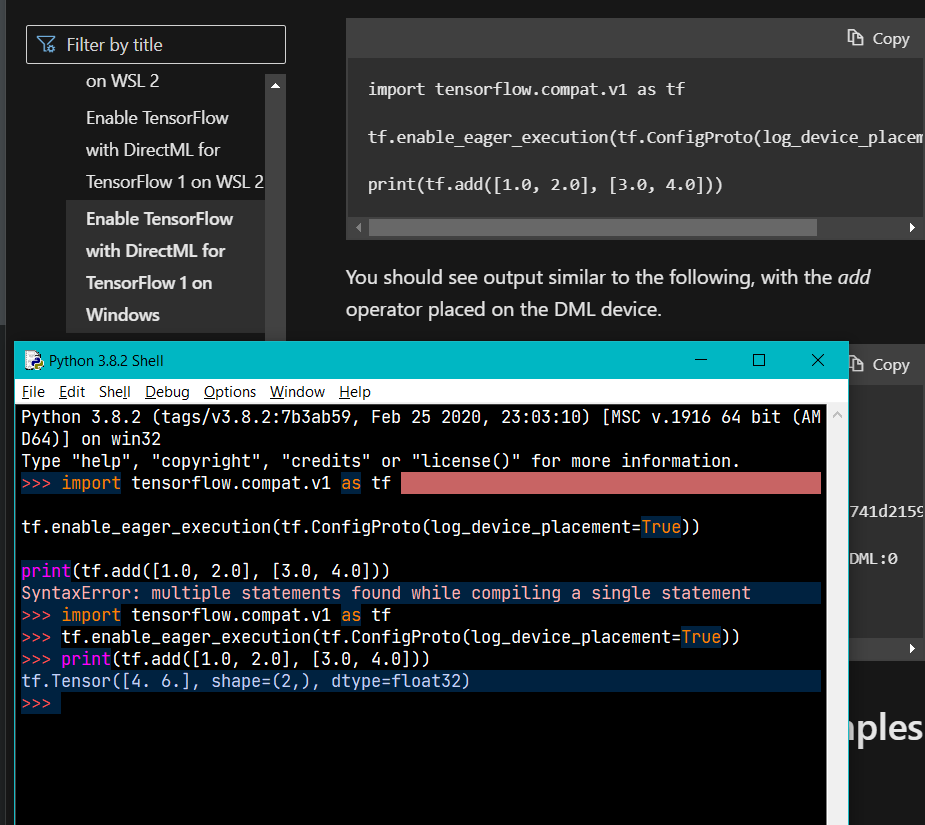 Filter by title
on WSL 2
Enable TensorFlow
with DirectML for
TensorFlow 1 on WSL 2
Enable TensorFlow
with DirectML for
TensorFlow 1 on
Windows
Copy
import tensorflow.compat.v1 as tf
tf.enable_eager_execution(tf.ConfigProto(log_device_placem
print(tf.add([1.0, 2.0], [3.0, 4.0]))
You should see output similar to the following, with the add
operator placed on the DML device.
Copy
741d2159
DML:0
ples
Python 3.8.2 Shell
File Edit Shell Debug Options Window Help
Python 3.8.2 (tags/v3.8.2:7b3ab59, Feb 25 2020, 23:03:10) [MSC v.1916 64 bit (AM
D64)] on win32
Type "help", "copyright", "credits" or "license()" for more information.
>>> import tensorflow.compat.v1 as tf
tf.enable_eager_execution(tf.ConfigProto(log_device_placement=True))
print(tf.add([1.0, 2.0], [3.0, 4.0]))
SyntaxError: multiple statements found while compiling a single statement
>>> import tensorflow.compat.v1 as tf
>>> tf.enable_eager_execution(tf.ConfigProto(log_device_placement=True))
>>> print(tf.add([1.0, 2.0], [3.0, 4.0]))
tf.Tensor([4. 6.], shape=(2,), dtype=float32)
>>>